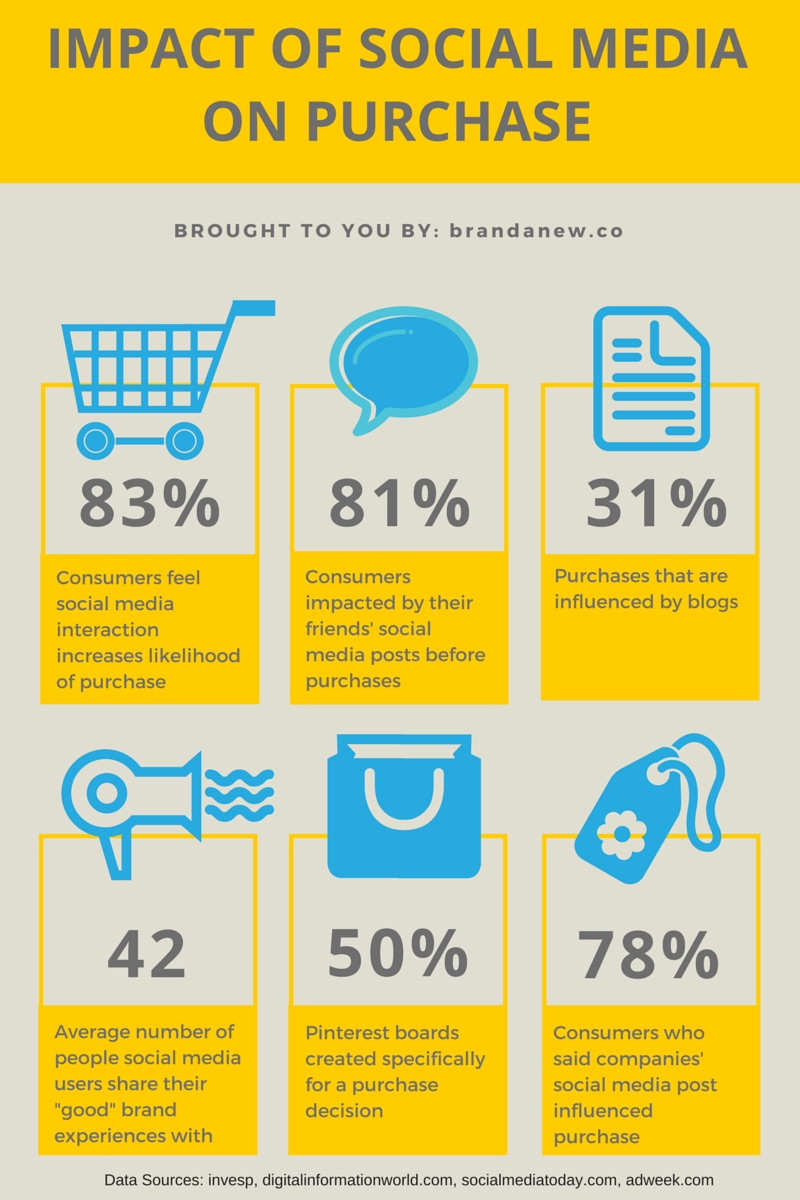 IMPACT OF SOCIAL MEDIA
ON PURCHASE
BROUGHT TO YOU BY: brandanew.co
83%
Consumers feel
social media
interaction
increases likelihood
of purchase
81%
Consumers
impacted by their
friends' social
media posts before
purchases
31%
Purchases that are
influenced by blogs
42
Average number of
people social media
users share their
"good" brand
experiences with
50%
Pinterest boards
created specifically
for a purchase
decision
78%
Consumers who
said companies'
social media post
influenced
purchase
Data Sources: invesp, digitalinformationworld.com, socialmediatoday.com, adweek.com